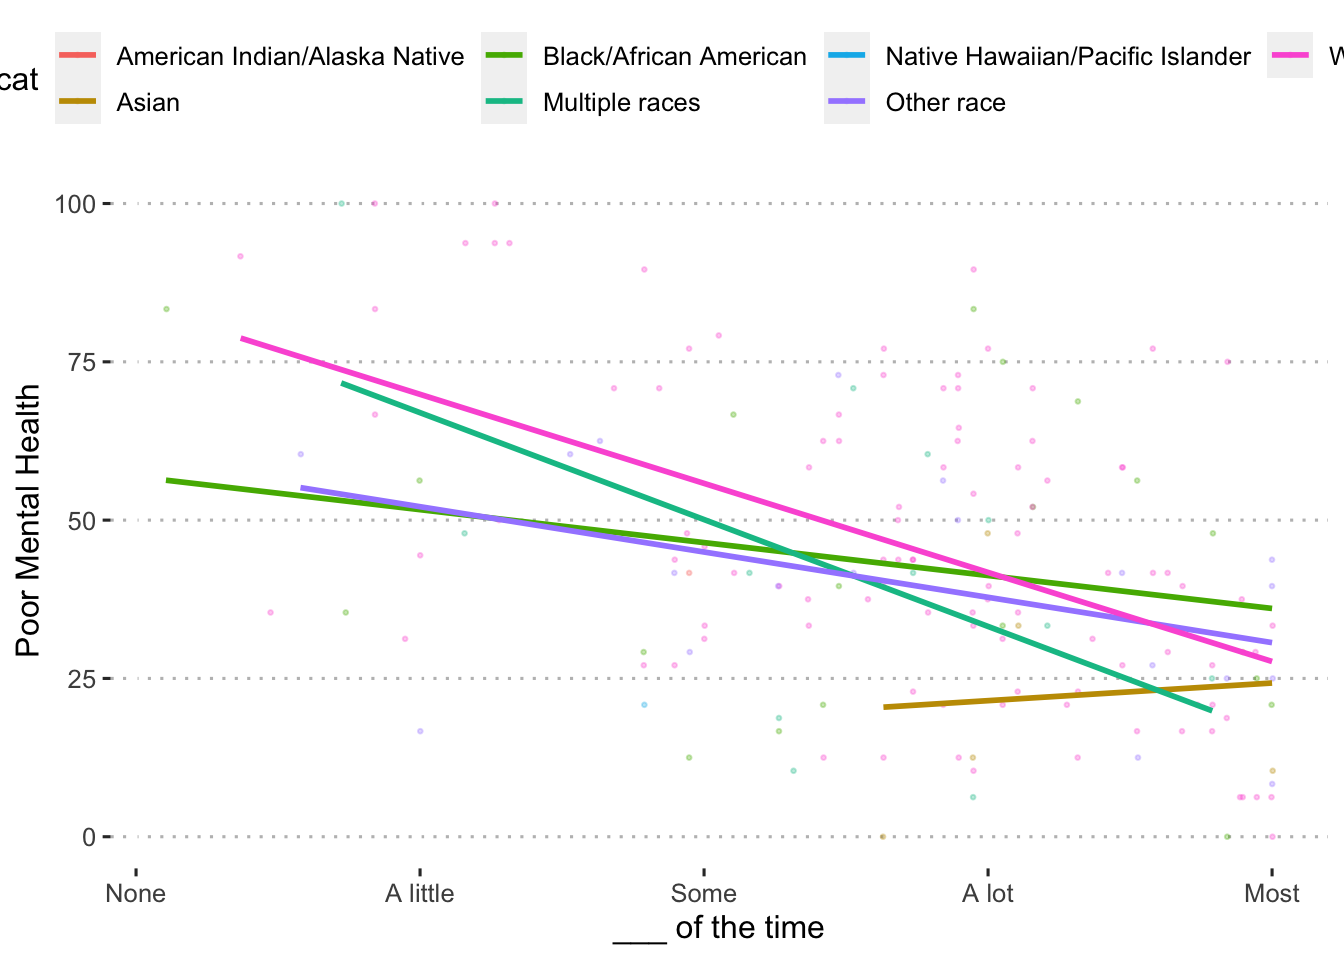 cat
American Indian/Alaska Native
Asian
Black/African American
Multiple races
Native Hawaiian/Pacific Islander
Other race
W
Poor Mental Health
100
75
50
25
0
None
A little
Some
A lot
Most
___ of the time